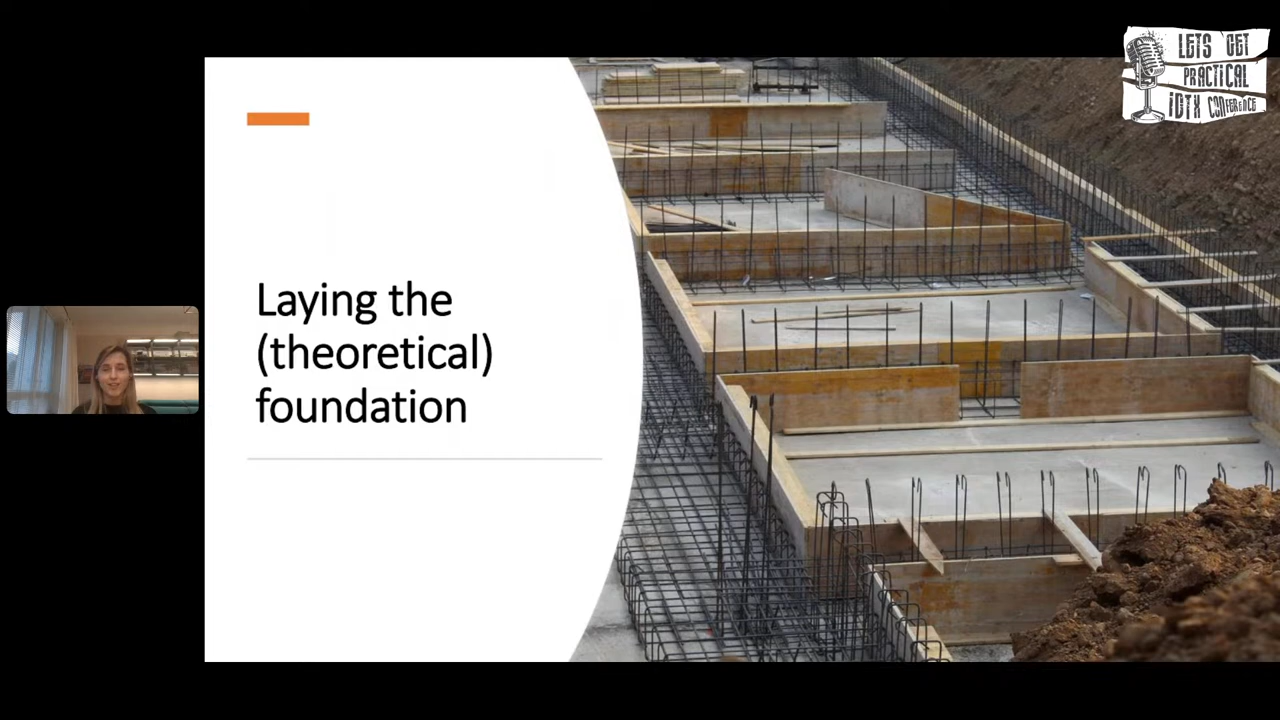 LETS GET
PRACTICAL
iDTX CONFERENCE
Laying the
(theoretical)
foundation